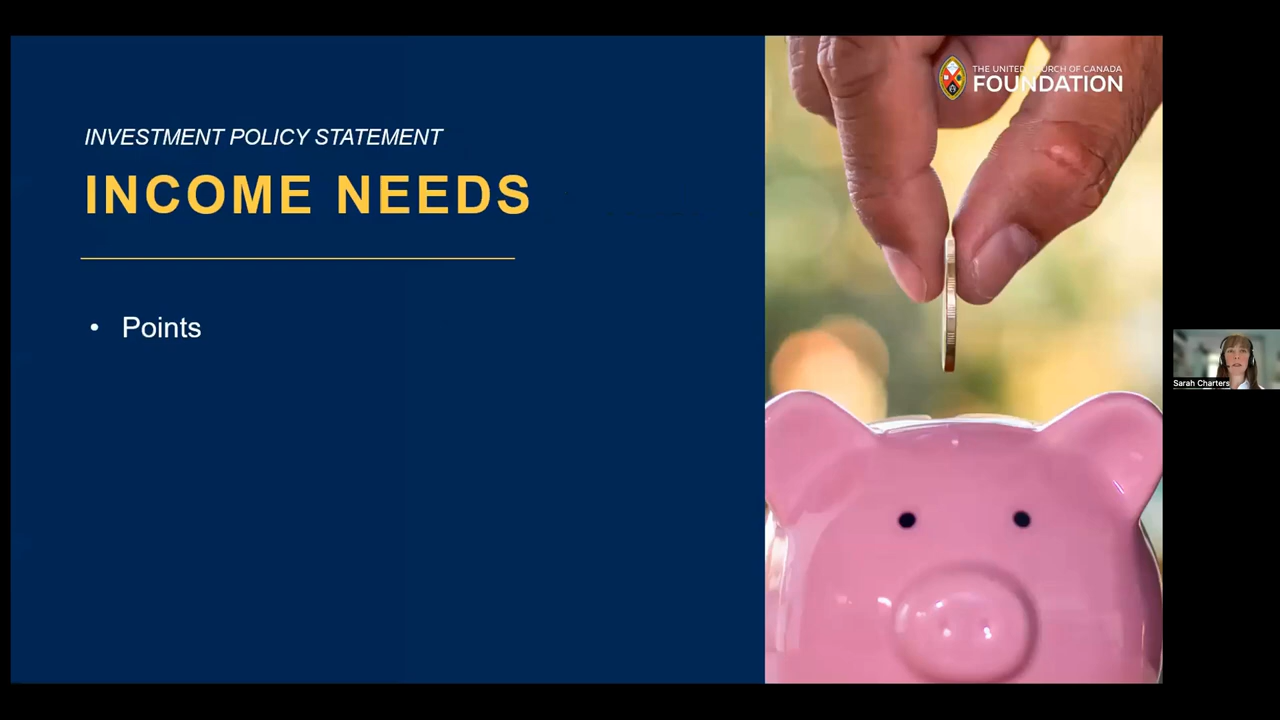 THE UNITED CHURCH OF CANADA
FOUNDATION
INVESTMENT POLICY STATEMENT
INCOME NEEDS
• Points
Sarah Charters